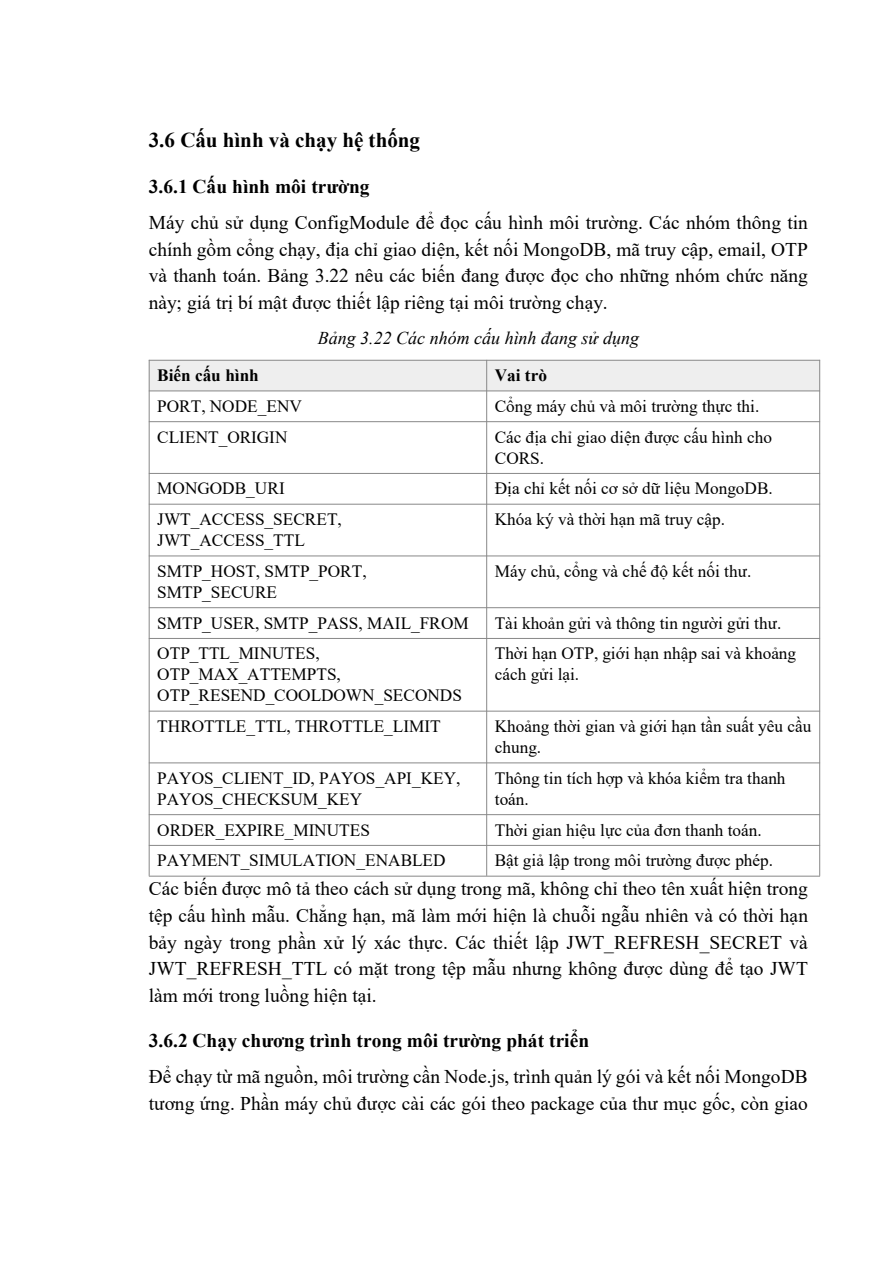 3.6 Cấu hình và chạy hệ thống
3.6.1 Cấu hình môi trường
Máy chủ sử dụng ConfigModule để đọc cấu hình môi trường. Các nhóm thông tin
chính gồm cổng chạy, địa chỉ giao diện, kết nối MongoDB, mã truy cập, email, OTP
và thanh toán. Bảng 3.22 nêu các biến đang được đọc cho những nhóm chức năng
này; giá trị bí mật được thiết lập riêng tại môi trường chạy.
Bảng 3.22 Các nhóm cấu hình đang sử dụng
Biến cấu hình
Vai trò
PORT, NODE_ENV
Cổng máy chủ và môi trường thực thi.
CLIENT_ORIGIN
Các địa chỉ giao diện được cấu hình cho
CORS.
MONGODB_URI
Địa chỉ kết nối cơ sở dữ liệu MongoDB.
JWT_ACCESS_SECRET,
JWT_ACCESS_TTL
Khóa ký và thời hạn mã truy cập.
SMTP_HOST, SMTP_PORT,
SMTP_SECURE
Máy chủ, cổng và chế độ kết nối thư.
SMTP_USER, SMTP_PASS, MAIL_FROM
Tài khoản gửi và thông tin người gửi thư.
OTP_TTL_MINUTES,
OTP_MAX_ATTEMPTS,
OTP_RESEND_COOLDOWN_SECONDS
Thời hạn OTP, giới hạn nhập sai và khoảng
cách gửi lại.
THROTTLE_TTL, THROTTLE_LIMIT
Khoảng thời gian và giới hạn tần suất yêu cầu
chung.
PAYOS_CLIENT_ID, PAYOS_API_KEY,
PAYOS_CHECKSUM_KEY
Thông tin tích hợp và khóa kiểm tra thanh
toán.
ORDER_EXPIRE_MINUTES
Thời gian hiệu lực của đơn thanh toán.
PAYMENT_SIMULATION_ENABLED
Bật giả lập trong môi trường được phép.
Các biến được mô tả theo cách sử dụng trong mã, không chỉ theo tên xuất hiện trong
tệp cấu hình mẫu. Chẳng hạn, mã làm mới hiện là chuỗi ngẫu nhiên và có thời hạn
bảy ngày trong phần xử lý xác thực. Các thiết lập JWT_REFRESH_SECRET và
JWT_REFRESH_TTL có mặt trong tệp mẫu nhưng không được dùng để tạo JWT
làm mới trong luồng hiện tại.
3.6.2 Chạy chương trình trong môi trường phát triển
Để chạy từ mã nguồn, môi trường cần Node.js, trình quản lý gói và kết nối MongoDB
tương ứng. Phần máy chủ được cài các gói theo package của thư mục gốc, còn giao